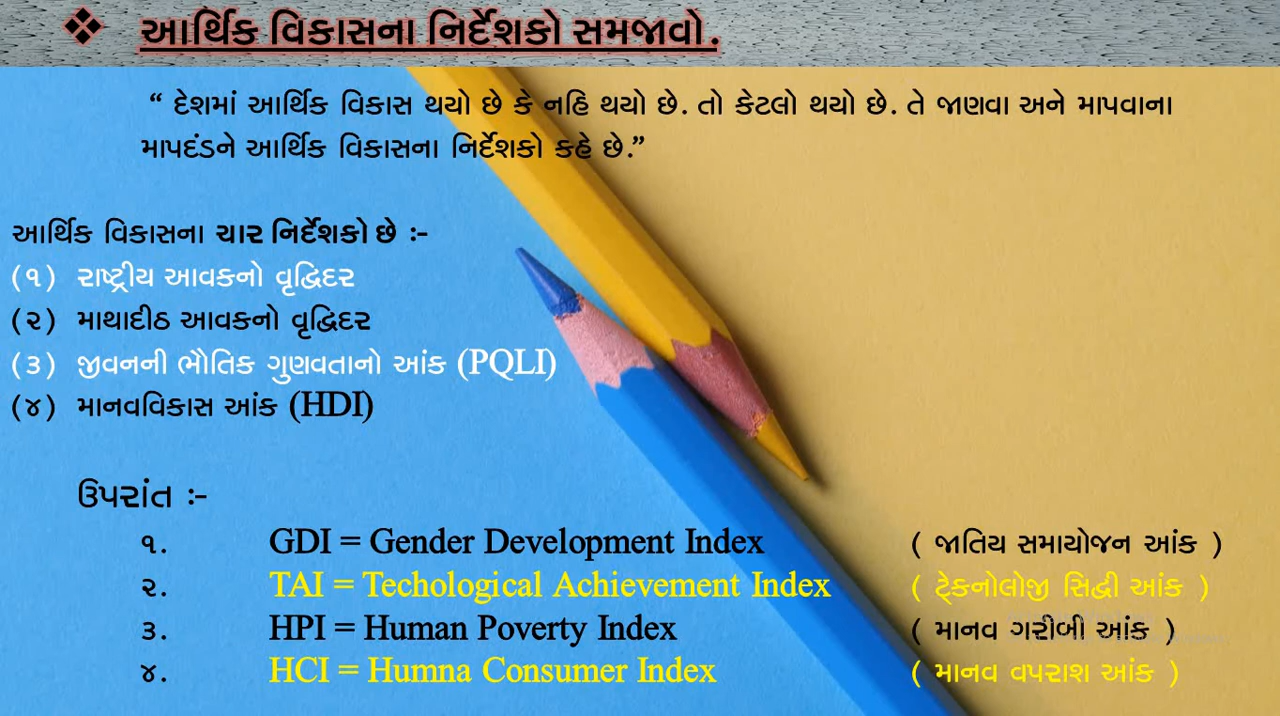 ❖ આર્થિક વિકાસના નિર્દેશકો સમજાવો.
“ દેશમાં આર્થિક વિકાસ થયો છે કે નહિ થયો છે. તો કેટલો થયો છે. તે જાણવા અને માપવાના
માપદંડને આર્થિક વિકાસના નિર્દેશકો કહે છે.”
આર્થિક વિકાસના ચાર નિર્દેશકો છે :-
(૧) રાષ્ટ્રીય આવકનો વૃદ્ધિદર
(૨) માથાદીઠ આવકનો વૃદ્ધિદર
(૩) જીવનની ભૌતિક ગુણવતાનો આંક (PQLI)
(૪) માનવવિકાસ આંક (HDI)
ઉપરાંત :-
૧. GDI = Gender Development Index ( જાતિય સમાયોજન આંક )
૨. TAI = Techological Achievement Index ( ટ્રેકનોલોજી સિદ્વી આંક )
૩. HPI = Human Poverty Index ( માનવ ગરીબી આંક )
૪. HCI = Humna Consumer Index ( માનવ વપરાશ આંક )